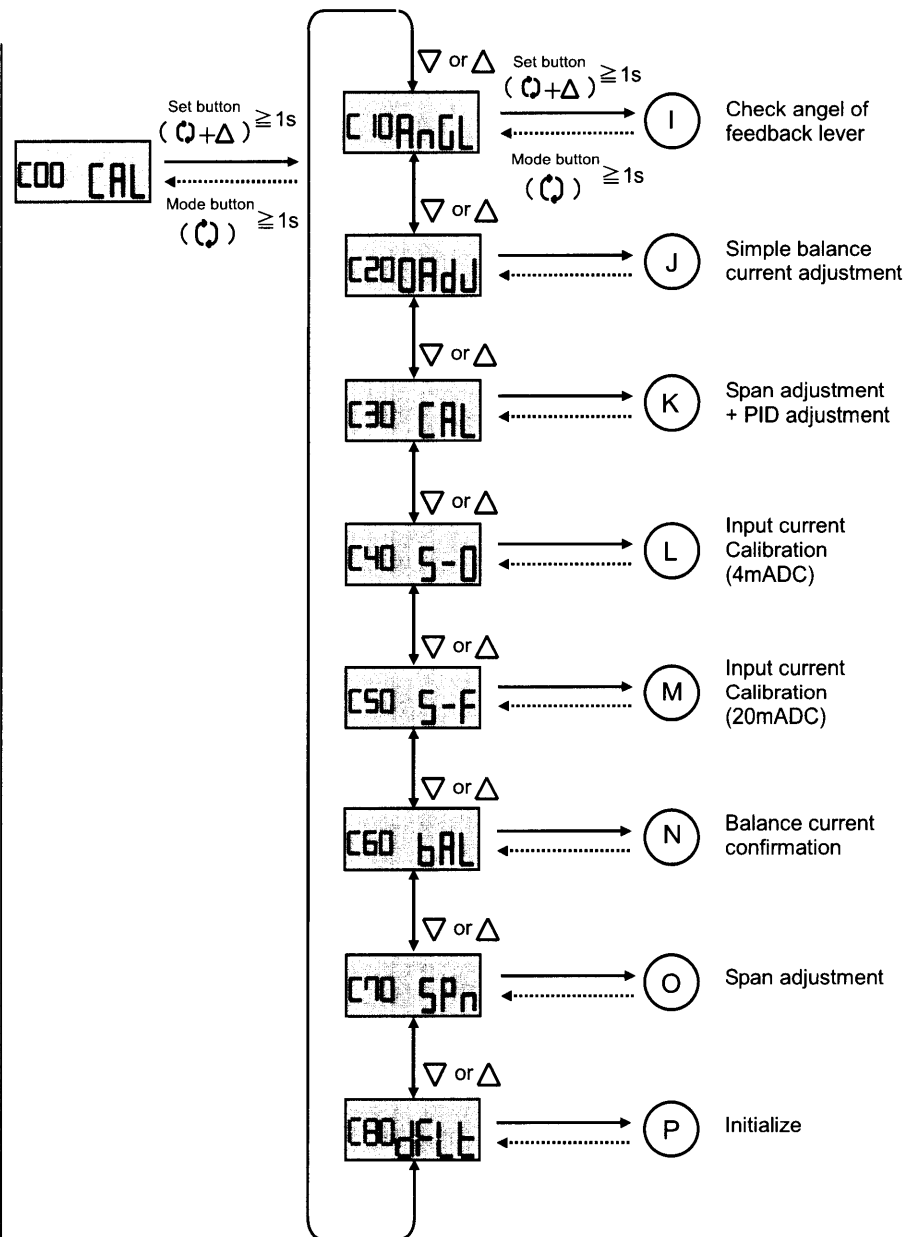 ▽ or △
Set button
(🗘+△) ≧1s
C10 AnGL
I
Check angel of
feedback lever
Mode button
(🗘) ≧1s
C00 CAL
Set button
(🗘+△) ≧1s
Mode button
(🗘) ≧1s
▽ or △
C20 0AdJ
J
Simple balance
current adjustment
▽ or △
C30 CAL
K
Span adjustment
+ PID adjustment
▽ or △
C40 S-0
L
Input current
Calibration
(4mADC)
▽ or △
C50 S-F
M
Input current
Calibration
(20mADC)
▽ or △
C60 bAL
N
Balance current
confirmation
▽ or △
C70 SPn
O
Span adjustment
▽ or △
C80 dFLt
P
Initialize